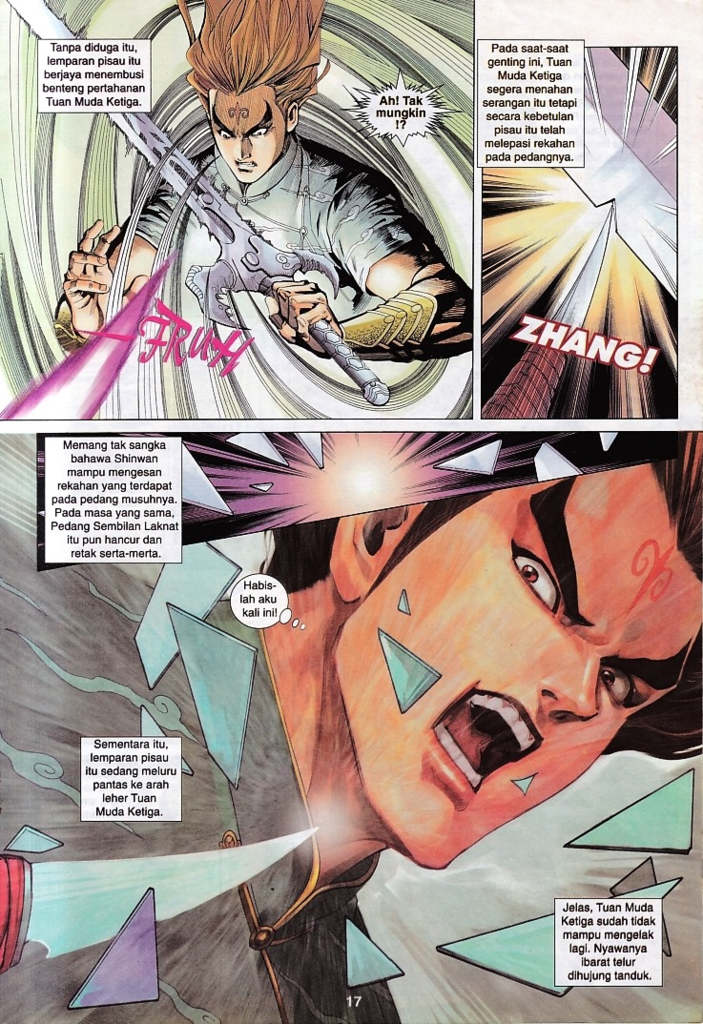 Tanpa diduga itu,
lemparan pisau itu
berjaya menembusi
benteng pertahanan
Tuan Muda Ketiga.
Ah! Tak
mungkin
!?
Pada saat-saat
genting ini, Tuan
Muda Ketiga
segera menahan
serangan itu tetapi
secara kebetulan
pisau itu telah
melepasi rekahan
pada pedangnya.
FRUH
ZHANG!
Memang tak sangka
bahawa Shinwan
mampu mengesan
rekahan yang terdapat
pada pedang musuhnya.
Pada masa yang sama,
Pedang Sembilan Laknat
itu pun hancur dan
retak serta-merta.
Habis-
lah aku
kali ini!
Sementara itu,
lemparan pisau
itu sedang meluru
pantas ke arah
leher Tuan
Muda Ketiga.
Jelas, Tuan Muda
Ketiga sudah tidak
mampu mengelak
lagi. Nyawanya
ibarat telur
dihujung tanduk.
17